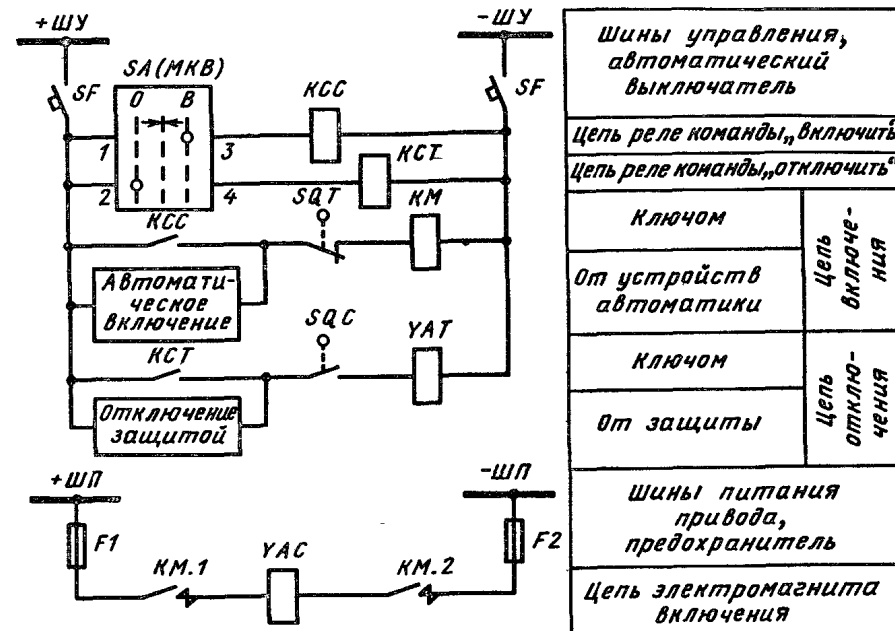 +ШУ
-ШУ
SA(МКВ)
SF
О В
КСС
SF
1 3
КСТ
2 4
SQT
КМ
КСС
Автомати-
ческое
включение
SQC
YAT
КСТ
Отключение
защитой
+ШП
-ШП
F1
YAC
F2
КМ.1
КМ.2
Шины управления,
автоматический
выключатель
Цепь реле команды„включить“
Цепь реле команды„отключить“
Ключом
От устройств
автоматики
Цепь
включе-
ния
Ключом
От защиты
Цепь
отклю-
чения
Шины питания
привода,
предохранитель
Цепь электромагнита
включения